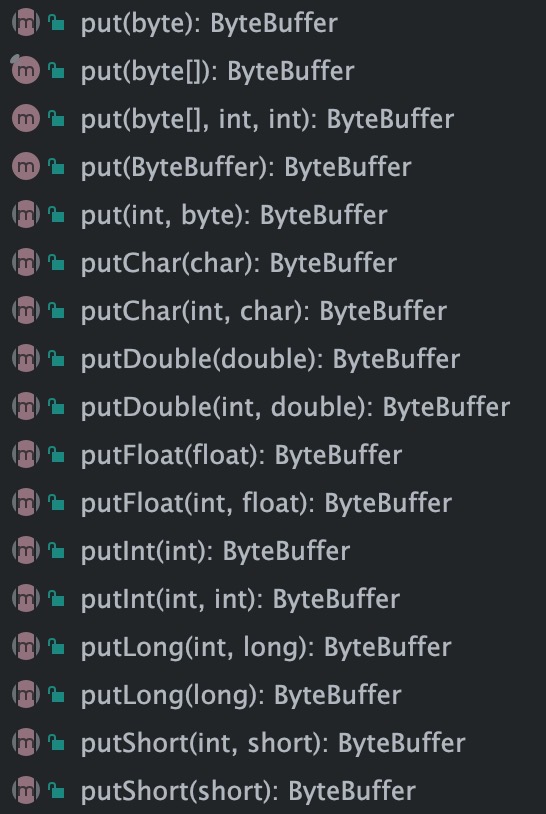 m put(byte): ByteBuffer
m put(byte[]): ByteBuffer
m put(byte[], int, int): ByteBuffer
m put(ByteBuffer): ByteBuffer
m put(int, byte): ByteBuffer
m putChar(char): ByteBuffer
m putChar(int, char): ByteBuffer
m putDouble(double): ByteBuffer
m putDouble(int, double): ByteBuffer
m putFloat(float): ByteBuffer
m putFloat(int, float): ByteBuffer
m putInt(int): ByteBuffer
m putInt(int, int): ByteBuffer
m putLong(int, long): ByteBuffer
m putLong(long): ByteBuffer
m putShort(int, short): ByteBuffer
m putShort(short): ByteBuffer